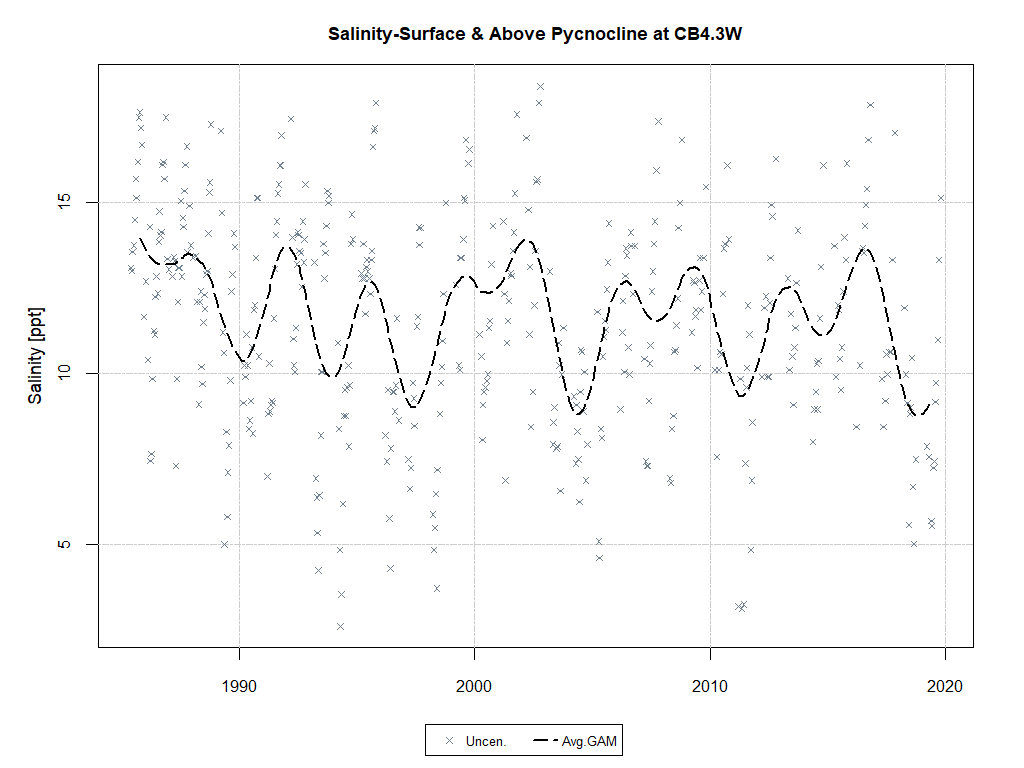 Salinity-Surface & Above Pycnocline at CB4.3W
Salinity [ppt]
15
10
5
1990 2000 2010 2020
Uncen. Avg.GAM